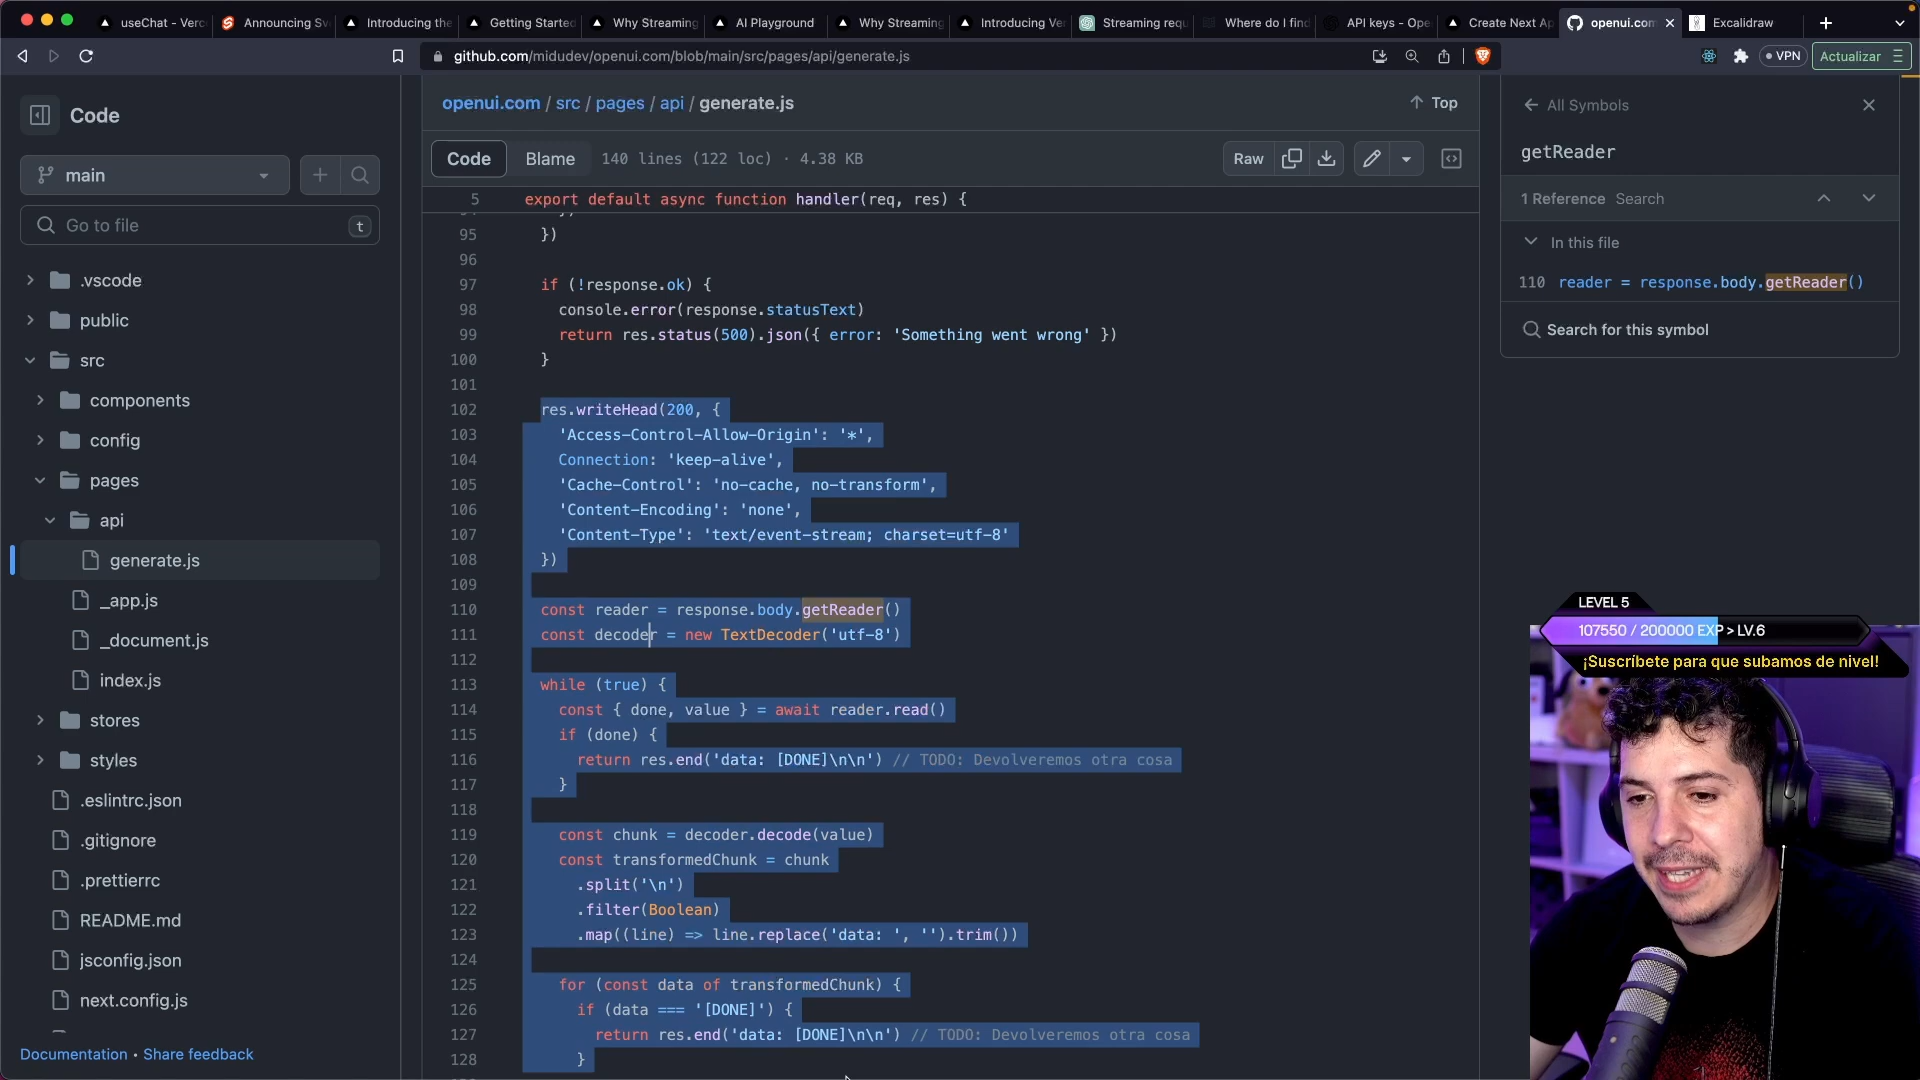 useChat - Verc
Announcing Sv
Introducing the
Getting Started
Why Streaming
AI Playground
Why Streaming
Introducing Ver
Streaming requ
Where do I find
API keys - Ope
Create Next Ap
openui.com
Excalidraw
github.com/midudev/openui.com/blob/main/src/pages/api/generate.js
VPN
Actualizar
Code
main
Go to file
t
.vscode
public
src
components
config
pages
api
generate.js
_app.js
_document.js
index.js
stores
styles
.eslintrc.json
.gitignore
.prettierrc
README.md
jsconfig.json
next.config.js
Documentation • Share feedback
openui.com / src / pages / api / generate.js
Top
Code
Blame
140 lines (122 loc) · 4.38 KB
Raw
5 export default async function handler(req, res) {
95 })
96
97 if (!response.ok) {
98 console.error(response.statusText)
99 return res.status(500).json({ error: 'Something went wrong' })
100 }
101
102 res.writeHead(200, {
103 'Access-Control-Allow-Origin': '*',
104 Connection: 'keep-alive',
105 'Cache-Control': 'no-cache, no-transform',
106 'Content-Encoding': 'none',
107 'Content-Type': 'text/event-stream; charset=utf-8'
108 })
109
110 const reader = response.body.getReader()
111 const decoder = new TextDecoder('utf-8')
112
113 while (true) {
114 const { done, value } = await reader.read()
115 if (done) {
116 return res.end('data: [DONE]\n\n') // TODO: Devolveremos otra cosa
117 }
118
119 const chunk = decoder.decode(value)
120 const transformedChunk = chunk
121 .split('\n')
122 .filter(Boolean)
123 .map((line) => line.replace('data: ', '').trim())
124
125 for (const data of transformedChunk) {
126 if (data === '[DONE]') {
127 return res.end('data: [DONE]\n\n') // TODO: Devolveremos otra cosa
128 }
All Symbols
getReader
1 Reference Search
In this file
110 reader = response.body.getReader()
Search for this symbol
LEVEL 5
107550 / 200000 EXP > LV.6
¡Suscríbete para que subamos de nivel!